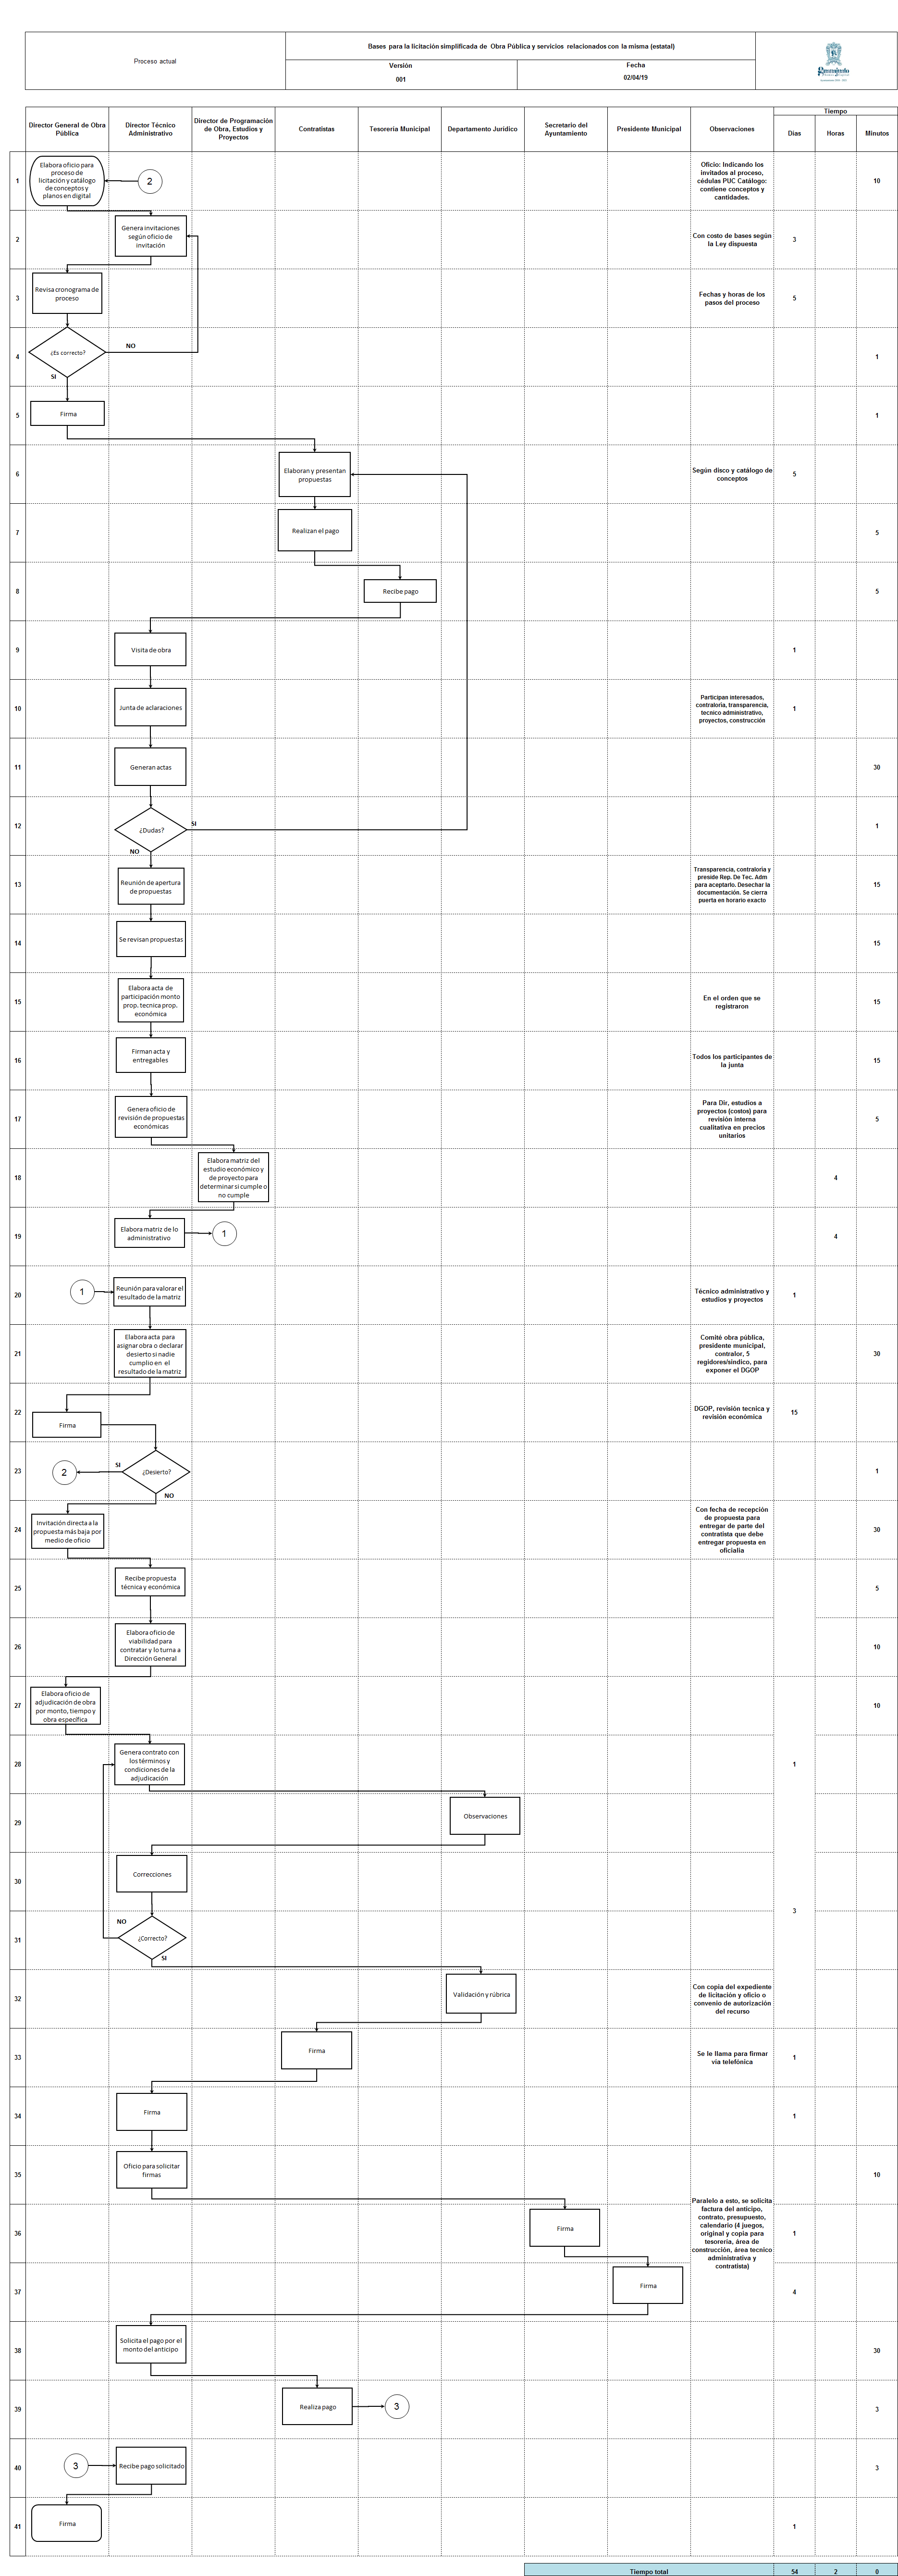 Proceso actual
Bases para la licitación simplificada de Obra Pública y servicios relacionados con la misma (estatal)
Versión
001
Fecha
02/04/19
Guanajuato
Tiempo
Director General de Obra
Pública
Director Técnico
Administrativo
Director de Programación
de Obra, Estudios y
Proyectos
Contratistas
Tesorería Municipal
Departamento Jurídico
Secretario del
Ayuntamiento
Presidente Municipal
Observaciones
Días
Horas
Minutos
1
Elabora oficio para
proceso de
licitación y catálogo
de conceptos y
planos en digital
2
Oficio: Indicando los
invitados al proceso,
cédulas PUC Catálogo:
contiene conceptos y
cantidades.
10
2
Genera invitaciones
según oficio de
invitación
Con costo de bases según
la Ley dispuesta
3
3
Revisa cronograma de
proceso
Fechas y horas de los
pasos del proceso
5
4
¿Es correcto?
NO
SI
1
5
Firma
1
6
Elaboran y presentan
propuestas
Según disco y catálogo de
conceptos
5
7
Realizan el pago
5
8
Recibe pago
5
9
Visita de obra
1
10
Junta de aclaraciones
Participan interesados,
contraloría, transparencia,
tecnico administrativo,
proyectos, construcción
1
11
Generan actas
30
12
¿Dudas?
SI
NO
1
13
Reunión de apertura
de propuestas
Transparencia, contraloría y
preside Rep. De Tec. Adm
para aceptarlo. Desechar la
documentación. Se cierra
puerta en horario exacto
15
14
Se revisan propuestas
15
15
Elabora acta de
participación monto
prop. tecnica prop.
económica
En el orden que se
registraron
15
16
Firman acta y
entregables
Todos los participantes de
la junta
15
17
Genera oficio de
revisión de propuestas
económicas
Para Dir, estudios a
proyectos (costos) para
revisión interna
cualitativa en precios
unitarios
5
18
Elabora matriz del
estudio económico y
de proyecto para
determinar si cumple o
no cumple
4
19
Elabora matriz de lo
administrativo
1
4
20
1
Reunión para valorar el
resultado de la matriz
Técnico administrativo y
estudios y proyectos
1
21
Elabora acta para
asignar obra o declarar
desierto si nadie
cumplio en el
resultado de la matriz
Comité obra pública,
presidente municipal,
contralor, 5
regidores/síndico, para
exponer el DGOP
30
22
Firma
DGOP, revisión tecnica y
revisión económica
15
23
2
SI
¿Desierto?
NO
1
24
Invitación directa a la
propuesta más baja por
medio de oficio
Con fecha de recepción
de propuesta para
entregar de parte del
contratista que debe
entregar propuesta en
oficialía
30
25
Recibe propuesta
técnica y económica
5
26
Elabora oficio de
viabilidad para
contratar y lo turna a
Dirección General
10
27
Elabora oficio de
adjudicación de obra
por monto, tiempo y
obra específica
10
28
Genera contrato con
los términos y
condiciones de la
adjudicación
1
29
Observaciones
30
Correcciones
3
31
NO
¿Correcto?
SI
32
Validación y rúbrica
Con copia del expediente
de licitación y oficio o
convenio de autorización
del recurso
33
Firma
Se le llama para firmar
vía telefónica
1
34
Firma
1
35
Oficio para solicitar
firmas
10
36
Firma
Paralelo a esto, se solicita
factura del anticipo,
contrato, presupuesto,
calendario (4 juegos,
original y copia para
tesorería, área de
construcción, área tecnico
administrativa y
contratista)
1
37
Firma
4
38
Solicita el pago por el
monto del anticipo
30
39
Realiza pago
3
3
40
3
Recibe pago solicitado
3
41
Firma
1
Tiempo total
54
2
0